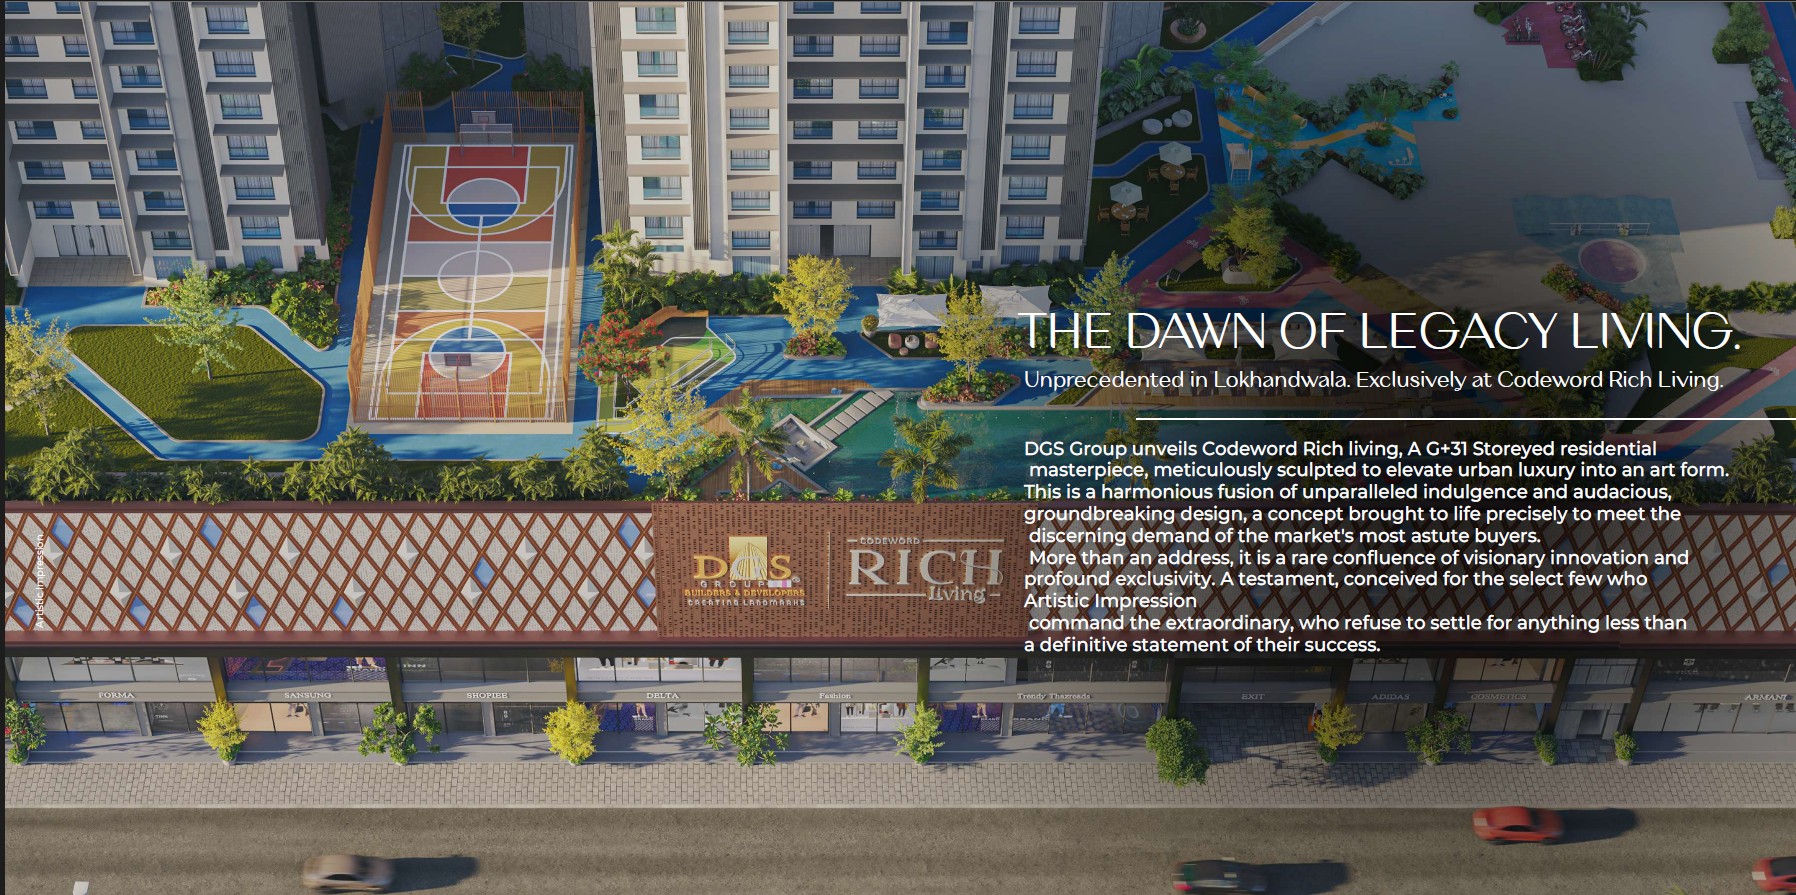 THE DAWN OF LEGACY LIVING.
Unprecedented in Lokhandwala. Exclusively at Codeword Rich Living.
DGS Group unveils Codeword Rich living, A G+31 Storeyed residential
masterpiece, meticulously sculpted to elevate urban luxury into an art form.
This is a harmonious fusion of unparalleled indulgence and audacious,
groundbreaking design, a concept brought to life precisely to meet the
discerning demand of the market's most astute buyers.
More than an address, it is a rare confluence of visionary innovation and
profound exclusivity. A testament, conceived for the select few who
Artistic Impression
command the extraordinary, who refuse to settle for anything less than
a definitive statement of their success.
Artistic Impression
DGS
GROUP
BUILDERS & DEVELOPERS
CREATING LANDMARKS
CODEWORD
RICH
living
FORMA
SANSUNG
SHOPIEE
DELTA
Fashion
Trendy Thezreads
EXIT
ADIDAS
COSMETICS
ARMANI